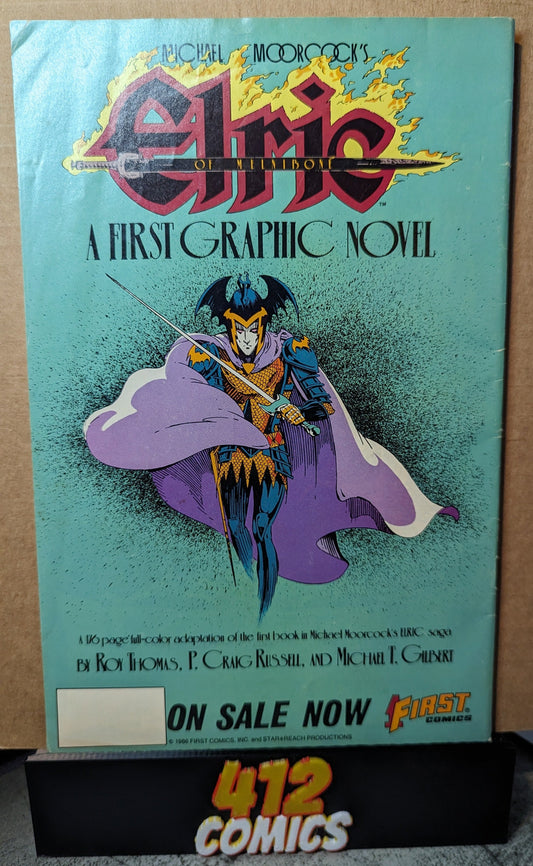 MICHAEL MOORCOCK'S
Elric
OF MELNIBONE
TM
A FIRST GRAPHIC NOVEL
A 176 page full-color adaptation of the first book in Michael Moorcock's ELRIC saga
BY ROY THOMAS, P. CRAIG RUSSELL, AND MICHAEL T. GILBERT
ON SALE NOW
FIRST®
COMICS
© 1986 FIRST COMICS, INC. and STAR*REACH PRODUCTIONS
412
COMICS